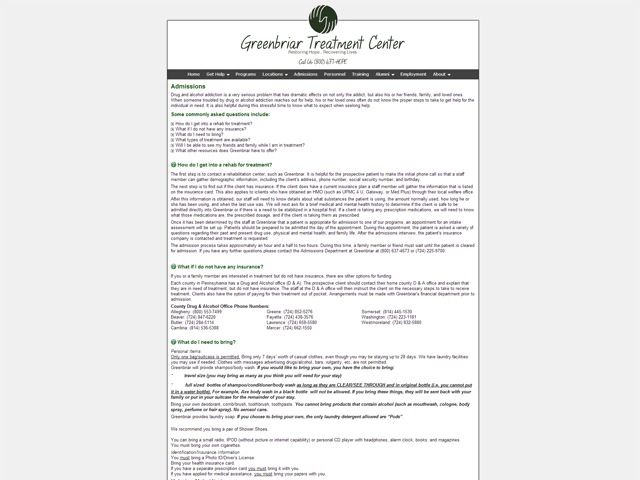 Greenbriar Treatment Center
Restoring Hope . Recovering Lives
Call Us (800) 637-HOPE
Home Get Help Programs Locations Admissions Personnel Training Alumni Employment About
Admissions
Drug and alcohol addiction is a very serious problem that has dramatic effects on not only the addict, but also his or her friends, family, and loved ones.
When someone troubled by drug or alcohol addiction reaches out for help, his or her loved ones often do not know the proper steps to take to get help for the
individual in need. It is also helpful during this stressful time to know what to expect when seeking help.
Some commonly asked questions include:
How do I get into a rehab for treatment?
What if I do not have any insurance?
What do I need to bring?
What types of treatment are available?
Will I be able to see my friends and family while I am in treatment?
What other resources does Greenbriar have to offer?
How do I get into a rehab for treatment?
The first step is to contact a rehabilitation center, such as Greenbriar. It is helpful for the prospective patient to make the initial phone call so that a staff
member can gather demographic information, including the client's address, phone number, social security number, and birthday.
The next step is to find out if the client has insurance. If the client does have a current insurance plan a staff member will gather the information that is listed
on the insurance card. This also applies to clients who have obtained an HMO (such as UPMC 4 U, Gateway, or Med Plus) through their local welfare office.
After this information is obtained, our staff will need to know details about what substances the patient is using, the amount normally used, how long he or
she has been using, and when the last use was. We will next ask for a brief medical and mental health history to determine if the client is safe to be
admitted directly into Greenbriar or if there is a need to be stabilized in a hospital first. If a client is taking any prescription medications, we will need to know
what those medications are, the prescribed dosage, and if the client is taking them as prescribed.
Once it has been determined by the staff at Greenbriar that a patient is appropriate for admission to one of our programs, an appointment for an intake
assessment will be set up. Patients should be prepared to be admitted the day of the appointment. During this appointment, the patient is asked a variety of
questions regarding their past and present drug use, physical and mental health, and family life. After the admissions interview, the insurance
company is contacted and treatment is requested.
The admission process takes approximately an hour and a half to two hours. During this time, a family member or friend must wait until the patient is cleared
for admission. If you have any further questions please contact the Admissions Department at Greenbriar at (800) 637-4673 or (724) 225-9700.
What if I do not have any insurance?
If you or a family member are interested in treatment but do not have insurance, there are other options for funding.
Each county in Pennsylvania has a Drug and Alcohol office (D & A). The prospective client should contact their home county D & A office and explain that
they are in need of treatment, but do not have insurance. The staff at the D & A office will then instruct the client on the necessary steps to take to receive
treatment. Clients also have the option of paying for their treatment out of pocket. Arrangements must be made with Greenbriar's financial department prior to
admission.
County Drug & Alcohol Office Phone Numbers:
Allegheny: (800) 553-7499 Greene: (724) 852-5276 Somerset: (814) 445-1530
Beaver: (724) 847-6220 Fayette: (724) 438-3576 Washington: (724) 223-1181
Butler: (724) 284-5114 Lawrence: (724) 658-5580 Westmoreland: (724) 832-5880
Cambria: (814) 536-5388 Mercer: (724) 662-1550
What do I need to bring?
Personal items:
Only one bag/suitcase is permitted. Bring only 7 days' worth of casual clothes, even though you may be staying up to 28 days. We have laundry facilities
you may use if needed. Clothes with messages advertising drugs/alcohol, bars, vulgarity, etc, are not permitted.
Greenbriar will provide shampoo/body wash. If you would like to bring your own, you have the choice to bring:
* travel size (you may bring as many as you think you will need for your stay)
* full sized bottles of shampoo/conditioner/body wash as long as they are CLEAR/SEE THROUGH and in original bottle (i.e. you cannot put
it in a water bottle). For example, Axe body wash in a black bottle will not be allowed. If you bring these things, they will be sent back with your
family or put in your suitcase for the remainder of your stay.
Bring your own deodorant, comb/brush, toothbrush, toothpaste. You cannot bring products that contain alcohol (such as mouthwash, cologne, body
spray, perfume or hair spray). No aerosol cans.
Greenbriar provides laundry soap. If you choose to bring your own, the only laundry detergent allowed are "Pods"
We recommend you bring a pair of Shower Shoes.
You can bring a small radio, IPOD (without picture or internet capability) or personal CD player with headphones, alarm clock, books, and magazines.
You must bring your own cigarettes.
Identification/Insurance information
You must bring a Photo ID/Driver's License
Bring your health insurance card
If you have a separate prescription card you must bring it with you.
If you have applied for medical assistance, you must bring your papers with you.